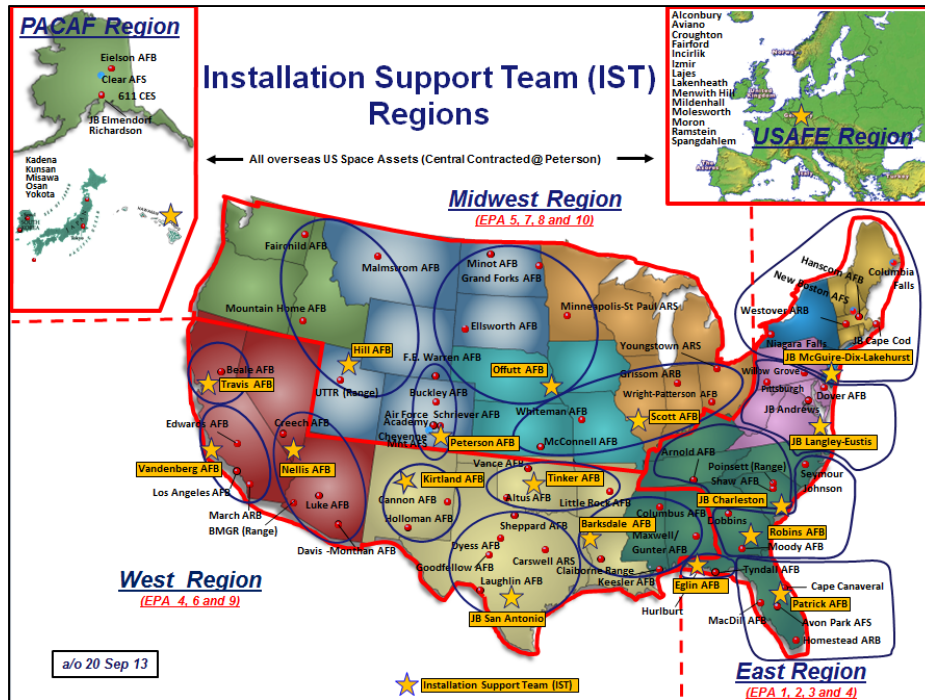 PACAF Region
Eielson AFB
Clear AFS
611 CES
JB Elmendorf
Richardson
Kadena
Kunsan
Misawa
Osan
Yokota
Installation Support Team (IST)
Regions
All overseas US Space Assets (Central Contracted@ Peterson)
Alconbury
Aviano
Croughton
Fairford
Incirlik
Izmir
Lajes
Lakenheath
Menwith Hill
Mildenhall
Molesworth
Moron
Ramstein
Spangdahlem
Norway
United
Kingdom
The
Azores
Italy
Turkey
USAFE Region
Midwest Region
(EPA 5, 7, 8 and 10)
Fairchild AFB
Malmstrom AFB
Minot AFB
Grand Forks AFB
Mountain Home AFB
Minneapolis-St Paul ARS
Ellsworth AFB
Hill AFB
F.E. Warren AFB
Youngstown ARS
UTTR (Range)
Offutt AFB
Grissom ARB
Buckley AFB
Wright-Patterson AFB
Air Force
Academy
Schriever AFB
Whiteman AFB
Scott AFB
Cheyenne
Mnt AFS
Peterson AFB
McConnell AFB
Hanscom AFB
Columbia
Falls
New Boston AFS
Westover ARB
JB Cape Cod
Niagara Falls
JB McGuire-Dix-Lakehurst
Willow Grove
Pittsburgh
Dover AFB
JB Andrews
JB Langley-Eustis
Beale AFB
Travis AFB
Edwards AFB
Creech AFB
Vandenberg AFB
Nellis AFB
Los Angeles AFB
Luke AFB
March ARB
BMGR (Range)
Davis -Monthan AFB
Kirtland AFB
Cannon AFB
Holloman AFB
Vance AFB
Tinker AFB
Altus AFB
Little Rock AFB
Sheppard AFB
Dyess AFB
Goodfellow AFB
Carswell ARS
Laughlin AFB
JB San Antonio
Barksdale AFB
Claiborne Range
Keesler AFB
Columbus AFB
Maxwell/
Gunter AFB
Arnold AFB
Poinsett (Range)
Shaw AFB
Seymour
Johnson
JB Charleston
Dobbins
Robins AFB
Moody AFB
Tyndall AFB
Eglin AFB
Hurlburt
Cape Canaveral
Patrick AFB
MacDill AFB
Avon Park AFS
Homestead ARB
West Region
(EPA 4, 6 and 9)
East Region
(EPA 1, 2, 3 and 4)
a/o 20 Sep 13
Installation Support Team (IST)